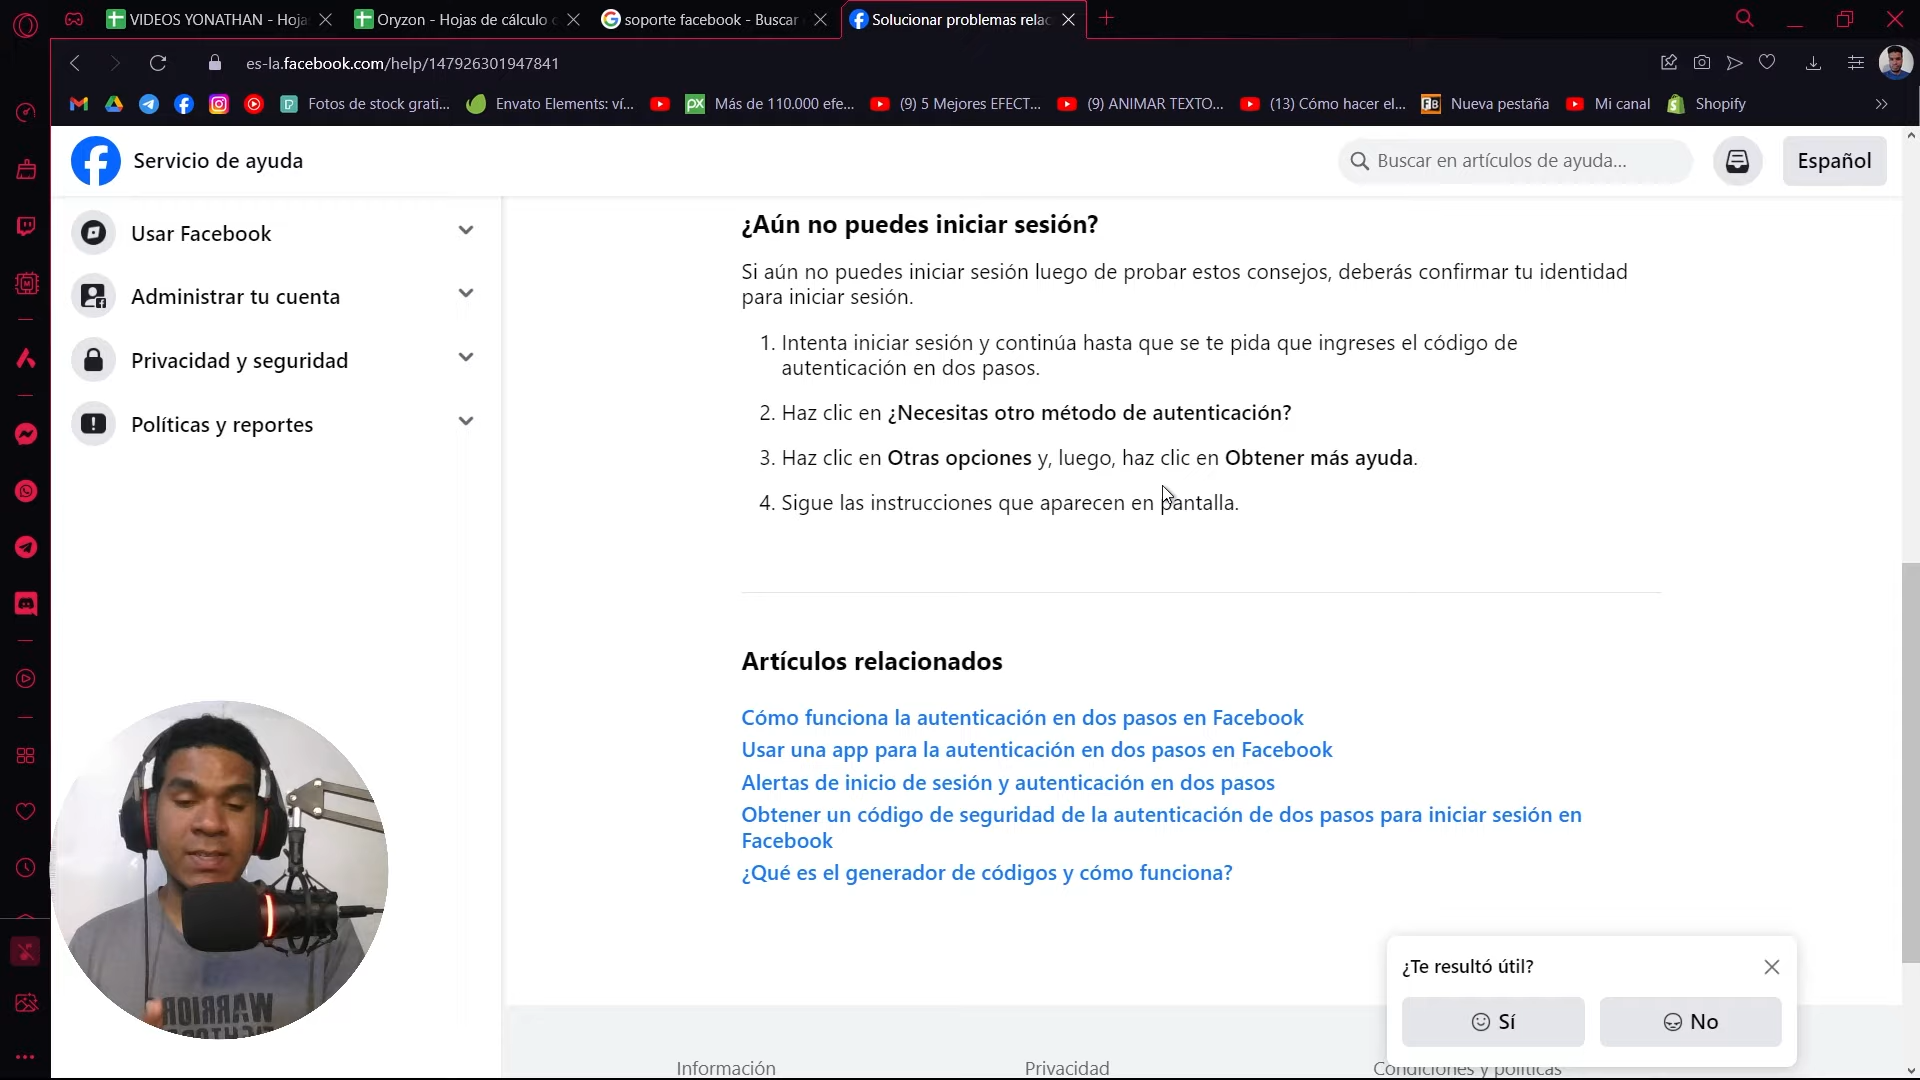 VIDEOS YONATHAN - Hoja
Oryzon - Hojas de cálculo
soporte facebook - Buscar
Solucionar problemas relac
es-la.facebook.com/help/147926301947841
Fotos de stock grati...
Envato Elements: ví...
Más de 110.000 efe...
(9) 5 Mejores EFECT...
(9) ANIMAR TEXTO...
(13) Cómo hacer el...
Nueva pestaña
Mi canal
Shopify
Servicio de ayuda
Buscar en artículos de ayuda...
Español
Usar Facebook
Administrar tu cuenta
Privacidad y seguridad
Políticas y reportes
¿Aún no puedes iniciar sesión?
Si aún no puedes iniciar sesión luego de probar estos consejos, deberás confirmar tu identidad
para iniciar sesión.
1. Intenta iniciar sesión y continúa hasta que se te pida que ingreses el código de
autenticación en dos pasos.
2. Haz clic en ¿Necesitas otro método de autenticación?
3. Haz clic en Otras opciones y, luego, haz clic en Obtener más ayuda.
4. Sigue las instrucciones que aparecen en pantalla.
Artículos relacionados
Cómo funciona la autenticación en dos pasos en Facebook
Usar una app para la autenticación en dos pasos en Facebook
Alertas de inicio de sesión y autenticación en dos pasos
Obtener un código de seguridad de la autenticación de dos pasos para iniciar sesión en
Facebook
¿Qué es el generador de códigos y cómo funciona?
¿Te resultó útil?
Sí
No
Información
Privacidad
Condiciones y políticas
WARRIOR